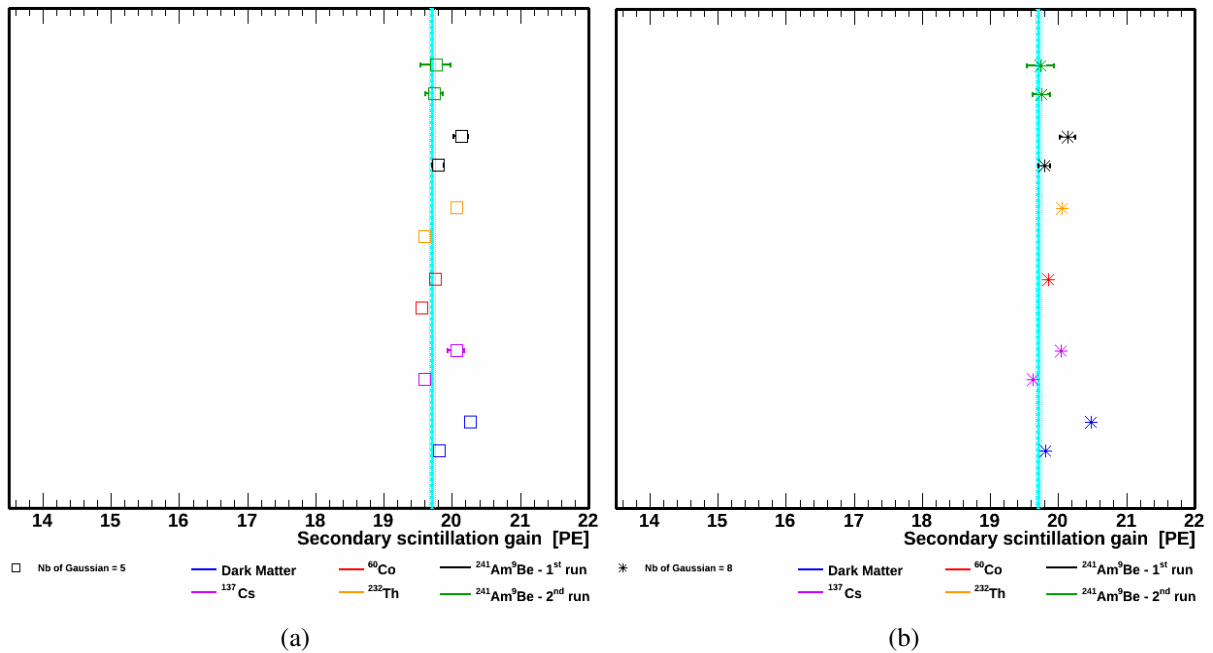 14 15 16 17 18 19 20 21 22
Secondary scintillation gain [PE]
Nb of Gaussian = 5
Dark Matter
⁶⁰Co
²⁴¹Am⁹Be - 1ˢᵗ run
¹³⁷Cs
²³²Th
²⁴¹Am⁹Be - 2ⁿᵈ run
(a)
14 15 16 17 18 19 20 21 22
Secondary scintillation gain [PE]
Nb of Gaussian = 8
Dark Matter
⁶⁰Co
²⁴¹Am⁹Be - 1ˢᵗ run
¹³⁷Cs
²³²Th
²⁴¹Am⁹Be - 2ⁿᵈ run
(b)